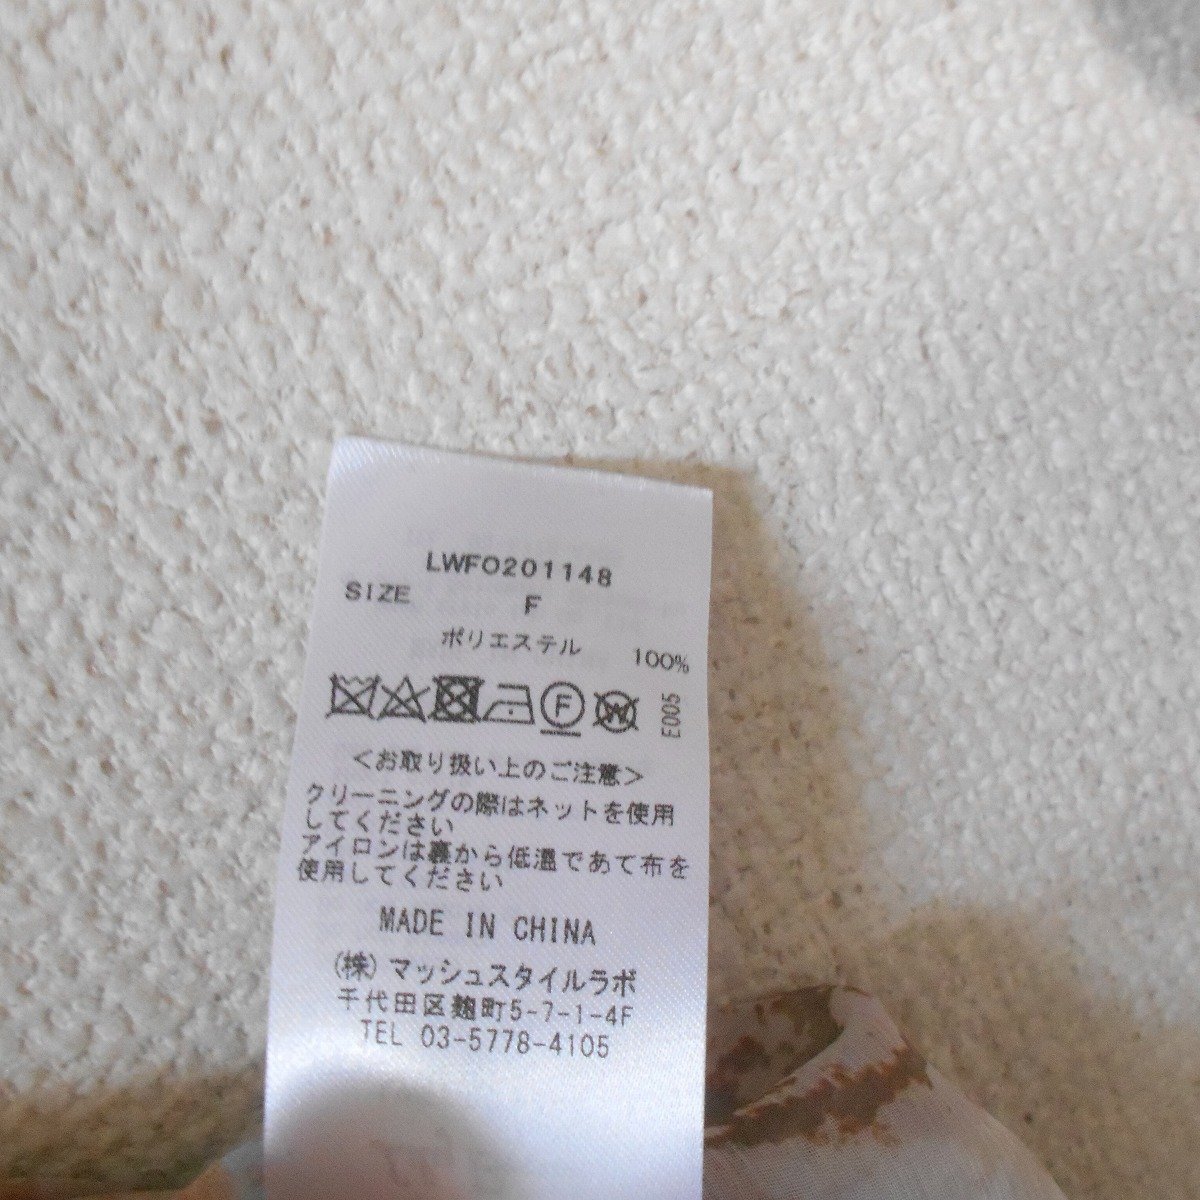 LWFO201148
SIZE F
ポリエステル 100%
F W E005
<お取り扱い上のご注意>
クリーニングの際はネットを使用
してください
アイロンは裏から低温であて布を
使用してください
MADE IN CHINA
(株)マッシュスタイルラボ
千代田区麹町5-7-1-4F
TEL 03-5778-4105